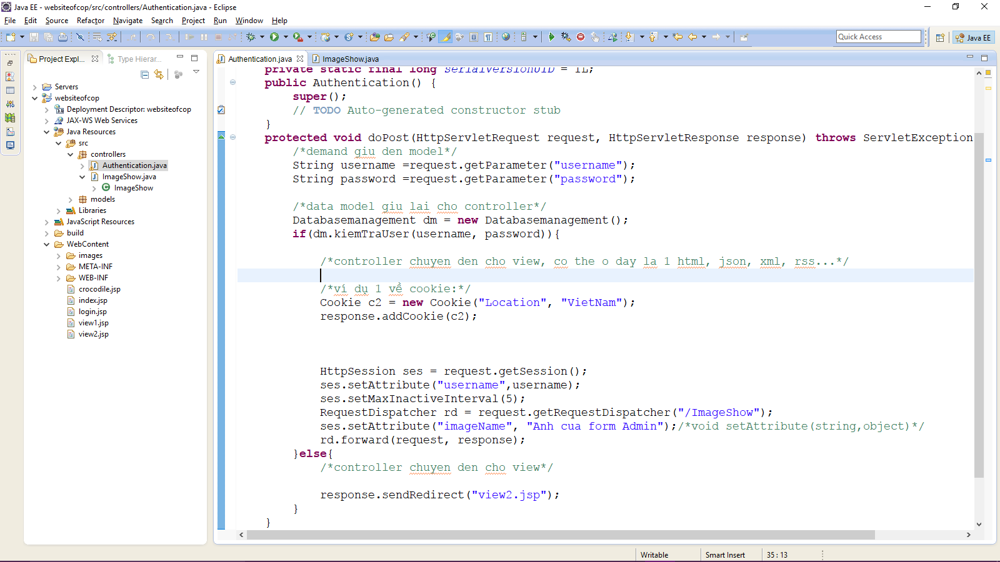 Java EE - websiteofcop/src/controllers/Authentication.java - Eclipse
File Edit Source Refactor Navigate Search Project Run Window Help
Quick Access
Java EE
Project Expl...
Type Hierar...
Servers
websiteofcop
Deployment Descriptor: websiteofcop
JAX-WS Web Services
Java Resources
src
controllers
Authentication.java
ImageShow.java
ImageShow
models
Libraries
JavaScript Resources
build
WebContent
images
META-INF
WEB-INF
crocodile.jsp
index.jsp
login.jsp
view1.jsp
view2.jsp
Authentication.java
ImageShow.java
private static final long serialVersionUID = 1L;
public Authentication() {
super();
// TODO Auto-generated constructor stub
}
protected void doPost(HttpServletRequest request, HttpServletResponse response) throws ServletException
/*demand giu den model*/
String username =request.getParameter("username");
String password =request.getParameter("password");
/*data model giu lai cho controller*/
Databasemanagement dm = new Databasemanagement();
if(dm.kiemTraUser(username, password)){
/*controller chuyen den cho view, co the o day la 1 html, json, xml, rss...*/
/*ví dụ 1 về cookie:*/
Cookie c2 = new Cookie("Location", "VietNam");
response.addCookie(c2);
HttpSession ses = request.getSession();
ses.setAttribute("username",username);
ses.setMaxInactiveInterval(5);
RequestDispatcher rd = request.getRequestDispatcher("/ImageShow");
ses.setAttribute("imageName", "Anh cua form Admin");/*void setAttribute(string,object)*/
rd.forward(request, response);
}else{
/*controller chuyen den cho view*/
response.sendRedirect("view2.jsp");
}
}
Writable
Smart Insert
35 : 13